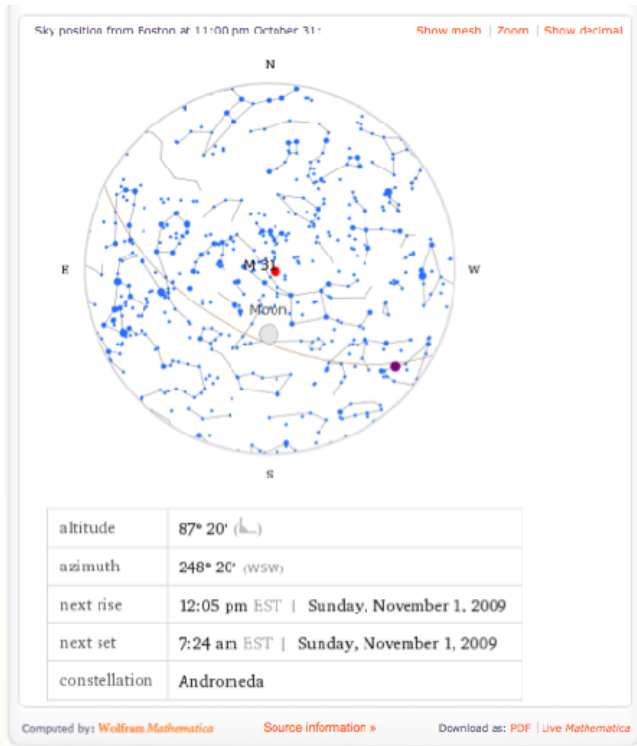 Sky position from Boston at 11:00 pm October 31:
Show mesh | Zoom | Show decimal
N
M 31
E
W
Moon
S
altitude 87° 20'
azimuth 248° 20' (WSW)
next rise 12:05 pm EST | Sunday, November 1, 2009
next set 7:24 am EST | Sunday, November 1, 2009
constellation Andromeda
Computed by: Wolfram Mathematica Source information » Download as: PDF | Live Mathematica